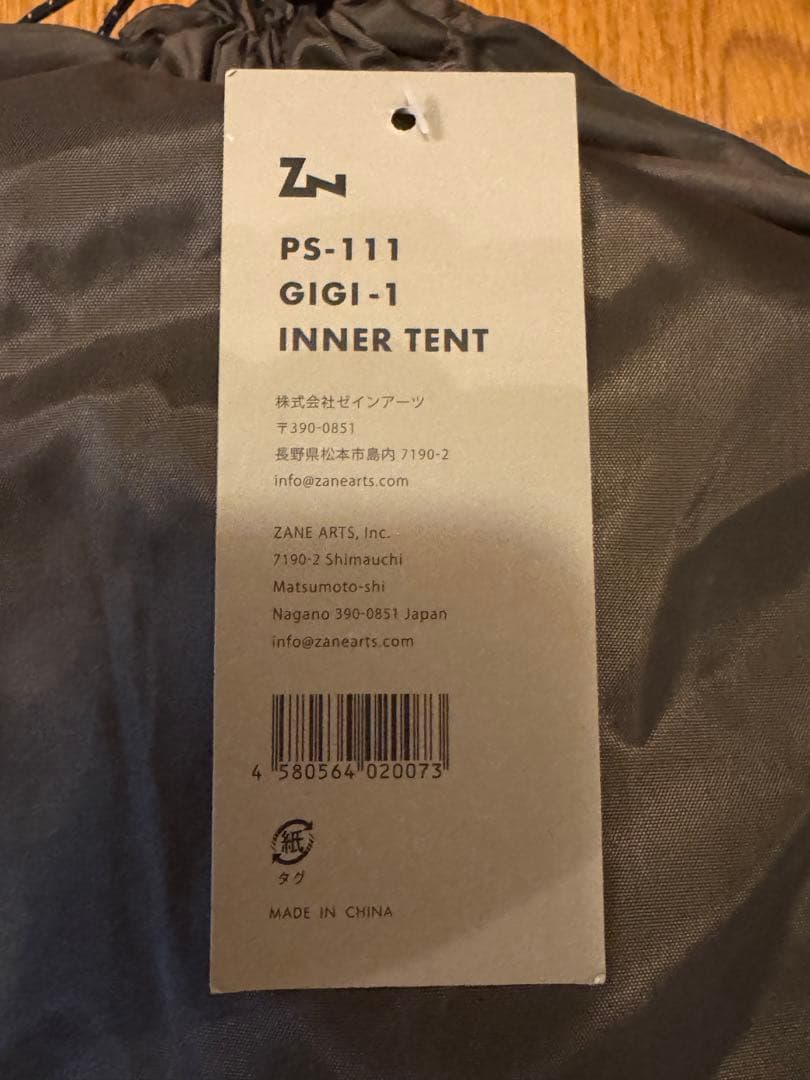 ZN
PS-111
GIGI-1
INNER TENT
株式会社ゼインアーツ
〒390-0851
長野県松本市島内 7190-2
info@zanearts.com
ZANE ARTS, Inc.
7190-2 Shimauchi
Matsumoto-shi
Nagano 390-0851 Japan
info@zanearts.com
4 580564 020073
紙
タグ
MADE IN CHINA